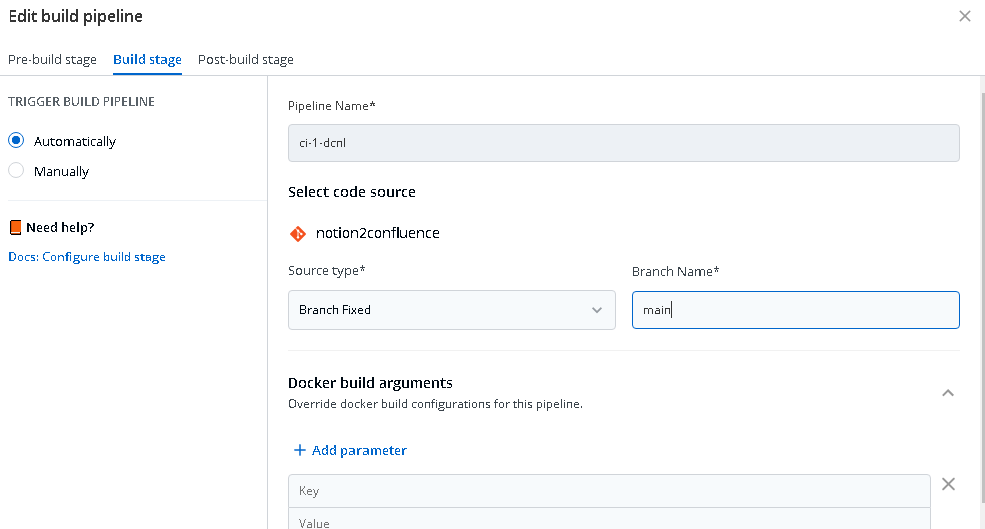 Edit build pipeline
Pre-build stage Build stage Post-build stage
TRIGGER BUILD PIPELINE
Automatically
Manually
Need help?
Docs: Configure build stage
Pipeline Name*
ci-1-dcnl
Select code source
notion2confluence
Source type* Branch Name*
Branch Fixed main
Docker build arguments
Override docker build configurations for this pipeline.
Add parameter
Key
Value